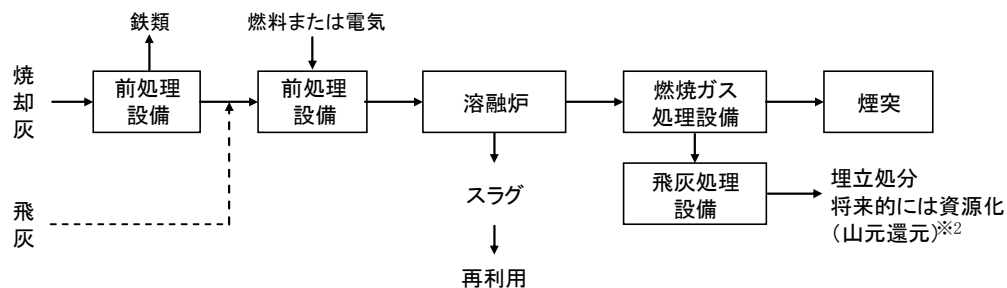 鉄類
燃料または電気
焼却灰
前処理
設備
前処理
設備
溶融炉
燃焼ガス
処理設備
煙突
飛灰
スラグ
飛灰処理
設備
埋立処分
将来的には資源化
(山元還元)※2
再利用